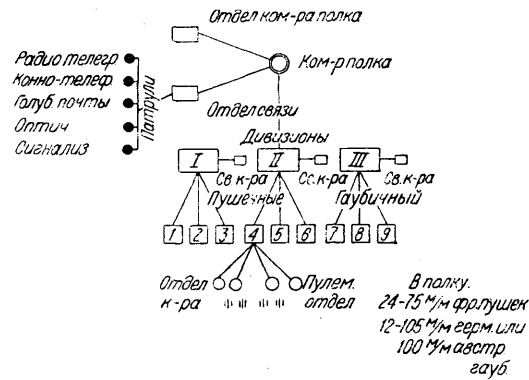 Отдел ком-ра полка
Радио телегр
Конно-телеф
Голуб. почты
Оптич
Сигнализ
Патрули
Ком-р полка
Отдел связи
Дивизионы
I II III
Св к-ра Сс. к-ра Св. к-ра
Пушечные Гаубичный
1 2 3 4 5 6 7 8 9
Отдел
к-ра
Пулем.
отдел
В полку.
24-75 м/м фр. пушек
12-105 м/м герм. или
100 м/м австр
гауб.